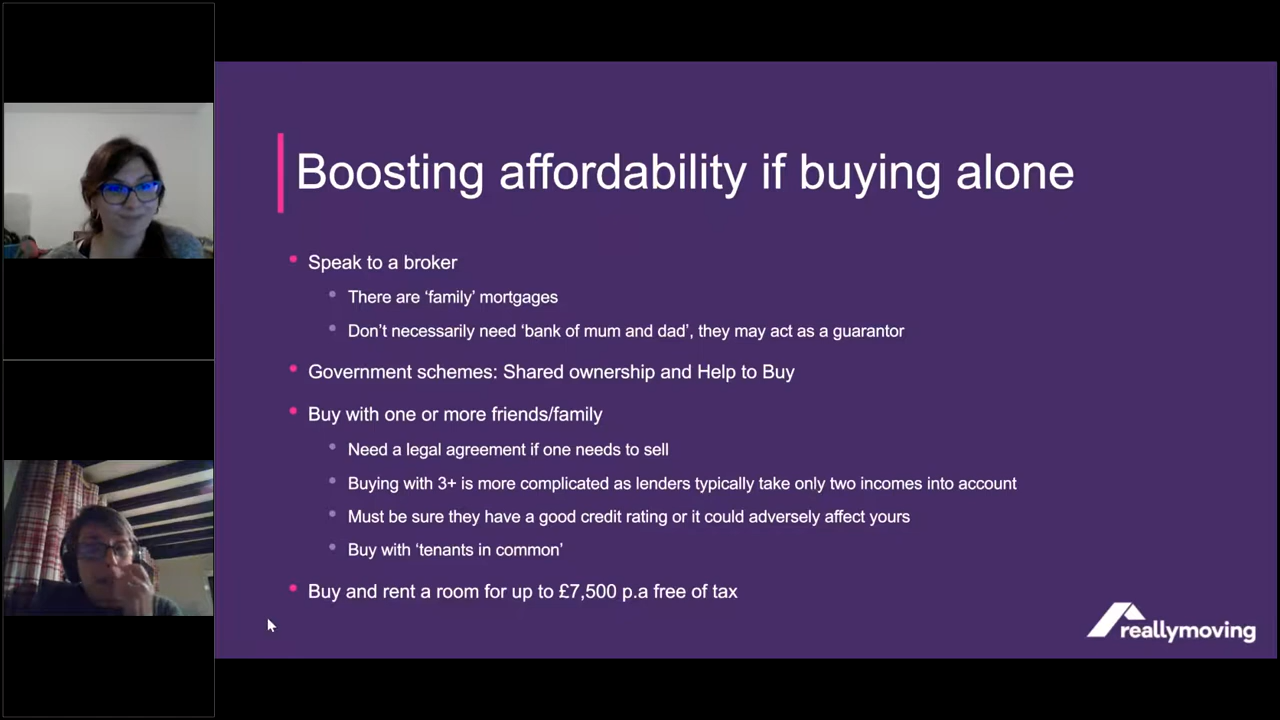 Boosting affordability if buying alone
Speak to a broker
There are ‘family’ mortgages
Don’t necessarily need ‘bank of mum and dad’, they may act as a guarantor
Government schemes: Shared ownership and Help to Buy
Buy with one or more friends/family
Need a legal agreement if one needs to sell
Buying with 3+ is more complicated as lenders typically take only two incomes into account
Must be sure they have a good credit rating or it could adversely affect yours
Buy with ‘tenants in common’
Buy and rent a room for up to £7,500 p.a free of tax
reallymoving